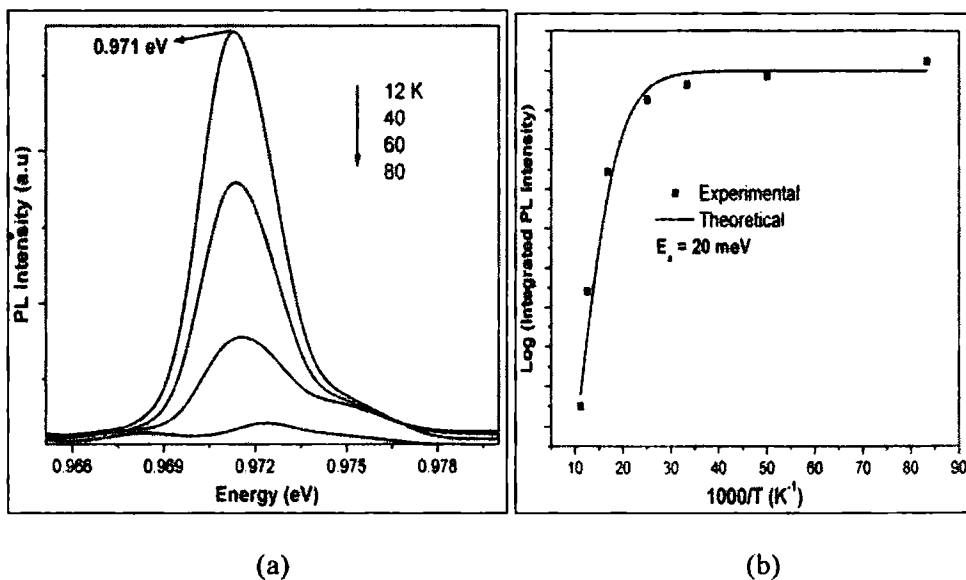 0.971 eV
12 K
40
60
80
PL Intensity (a.u)
0.966 0.969 0.972 0.975 0.978
Energy (eV)
(a)
Log (Integrated PL Intensity)
Experimental
Theoretical
Eₐ = 20 meV
10 20 30 40 50 60 70 80 90
1000/T (K⁻¹)
(b)